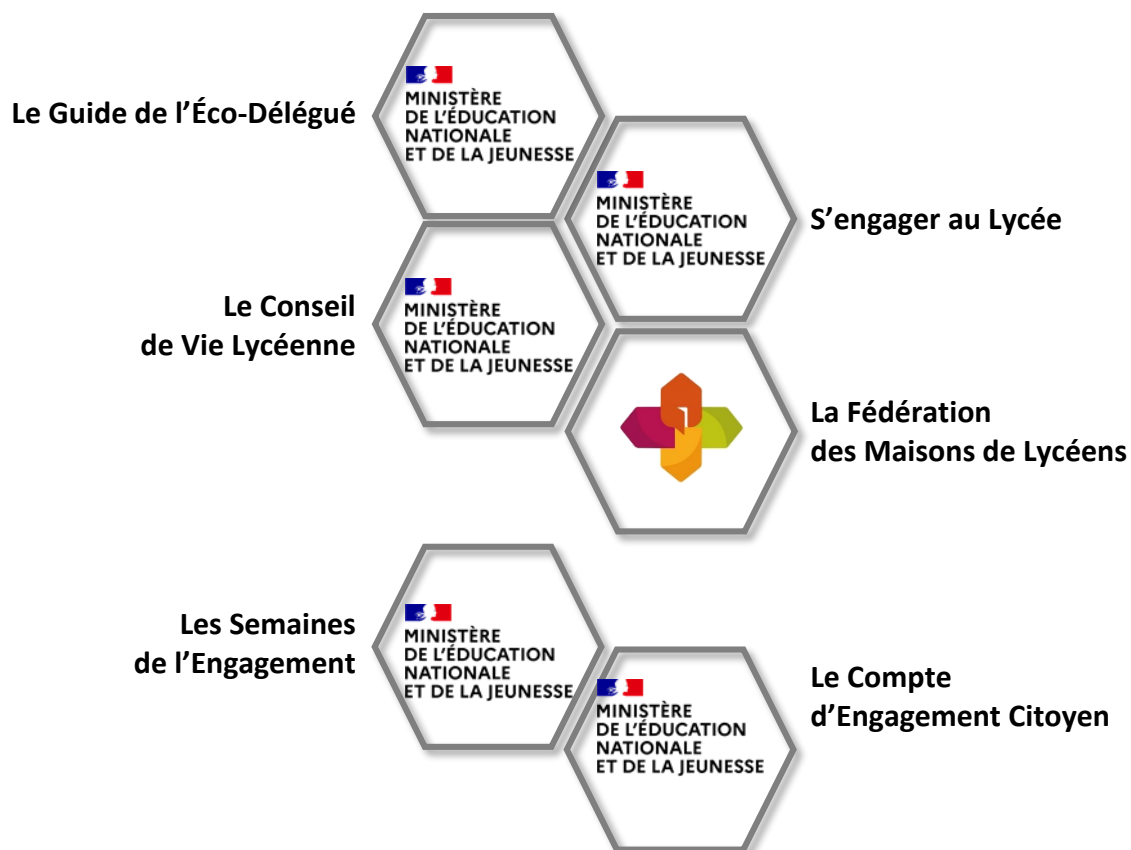 Le Guide de l’Éco-Délégué
MINISTÈRE
DE L’ÉDUCATION
NATIONALE
ET DE LA JEUNESSE
MINISTÈRE
DE L’ÉDUCATION
NATIONALE
ET DE LA JEUNESSE
S’engager au Lycée
Le Conseil
de Vie Lycéenne
MINISTÈRE
DE L’ÉDUCATION
NATIONALE
ET DE LA JEUNESSE
La Fédération
des Maisons de Lycéens
Les Semaines
de l’Engagement
MINISTÈRE
DE L’ÉDUCATION
NATIONALE
ET DE LA JEUNESSE
MINISTÈRE
DE L’ÉDUCATION
NATIONALE
ET DE LA JEUNESSE
Le Compte
d’Engagement Citoyen